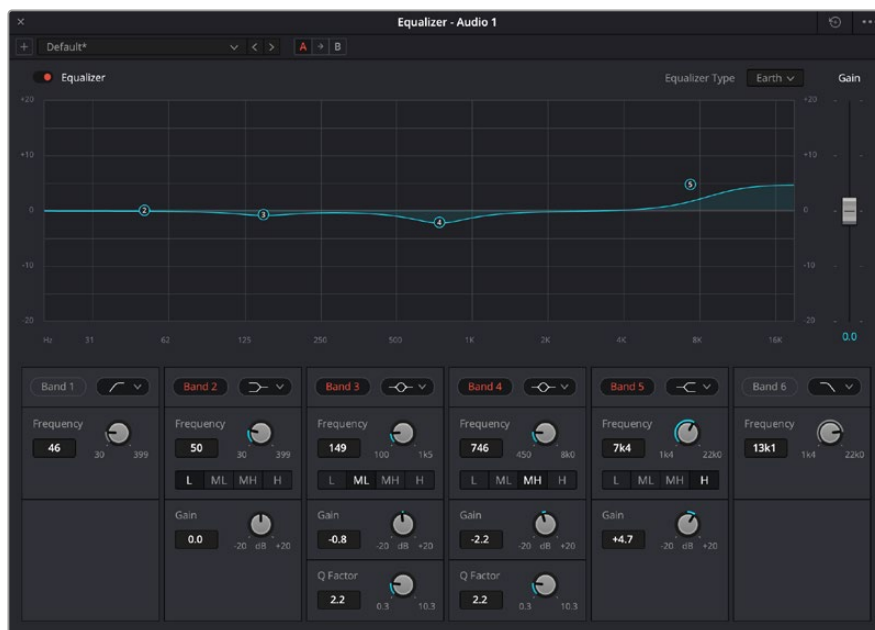 Equalizer - Audio 1
Default*
A B
Equalizer
Equalizer Type Earth Gain
+20 +20
+10 +10
0 0
-10 -10
-20 -20
2 3 4 5
Hz 31 62 125 250 500 1K 2K 4K 8K 16K
0.0
Band 1 Band 2 Band 3 Band 4 Band 5 Band 6
Frequency Frequency Frequency Frequency Frequency Frequency
46 50 149 746 7k4 13k1
30 399 30 399 100 1k5 450 8k0 1k4 22k0 1k4 22k0
L ML MH H L ML MH H L ML MH H L ML MH H
Gain Gain Gain Gain
0.0 -0.8 -2.2 +4.7
-20 dB +20 -20 dB +20 -20 dB +20 -20 dB +20
Q Factor Q Factor
2.2 2.2
0.3 10.3 0.3 10.3